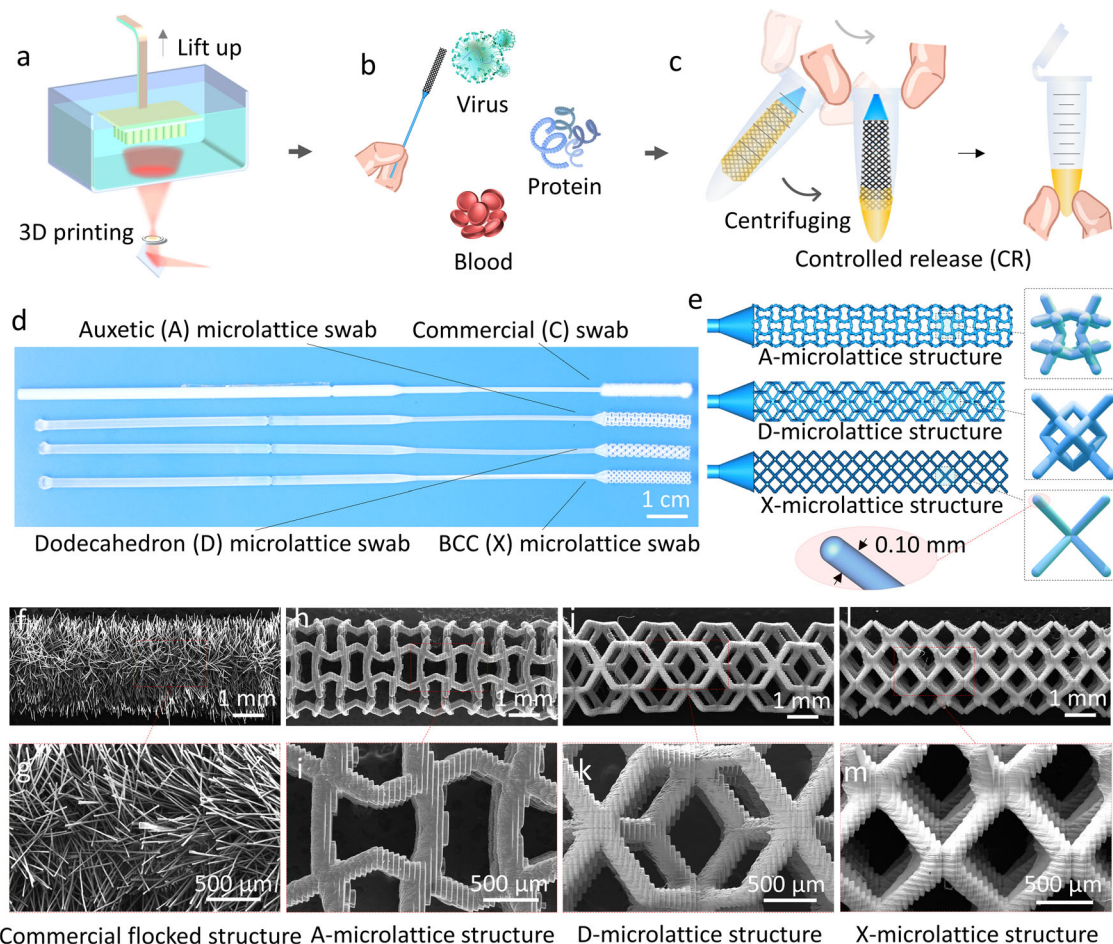 a
Lift up
3D printing
b
Virus
Protein
Blood
c
Centrifuging
Controlled release (CR)
d
Auxetic (A) microlattice swab
Commercial (C) swab
1 cm
Dodecahedron (D) microlattice swab
BCC (X) microlattice swab
e
A-microlattice structure
D-microlattice structure
X-microlattice structure
0.10 mm
f
1 mm
h
1 mm
j
1 mm
l
1 mm
g
500 µm
i
500 µm
k
500 µm
m
500 µm
Commercial flocked structure
A-microlattice structure
D-microlattice structure
X-microlattice structure